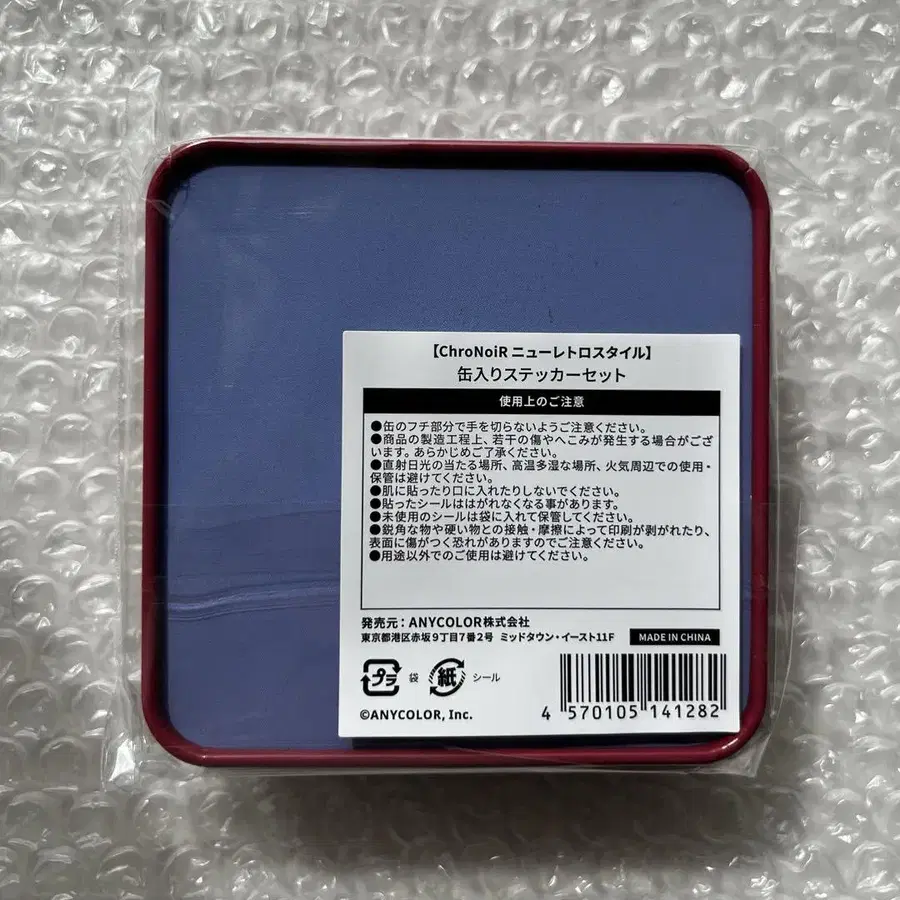 【ChroNoiR ニューレトロスタイル】
缶入りステッカーセット
使用上のご注意
●缶のフチ部分で手を切らないようご注意ください。
●商品の製造工程上、若干の傷やへこみが発生する場合がござ
います。あらかじめご了承ください。
●直射日光の当たる場所、高温多湿な場所、火気周辺での使用・
保管は避けてください。
●肌に貼ったり口に入れたりしないでください。
●貼ったシールははがれなくなる事があります。
●未使用のシールは袋に入れて保管してください。
●鋭角な物や硬い物との接触・摩擦によって印刷が剥がれたり、
表面に傷がつく恐れがありますのでご注意ください。
●用途以外でのご使用は避けてください。
発売元：ANYCOLOR株式会社
東京都港区赤坂9丁目7番2号 ミッドタウン・イースト11F
MADE IN CHINA
プラ 袋 紙 シール
©ANYCOLOR, Inc.
4 570105 141282